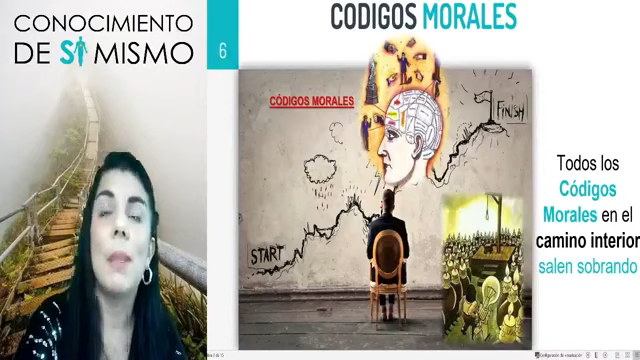 CONOCIMIENTO
DE SÍ MISMO
6
CODIGOS MORALES
CÓDIGOS MORALES
FINISH
START
Todos los
Códigos
Morales en el
camino interior
salen sobrando